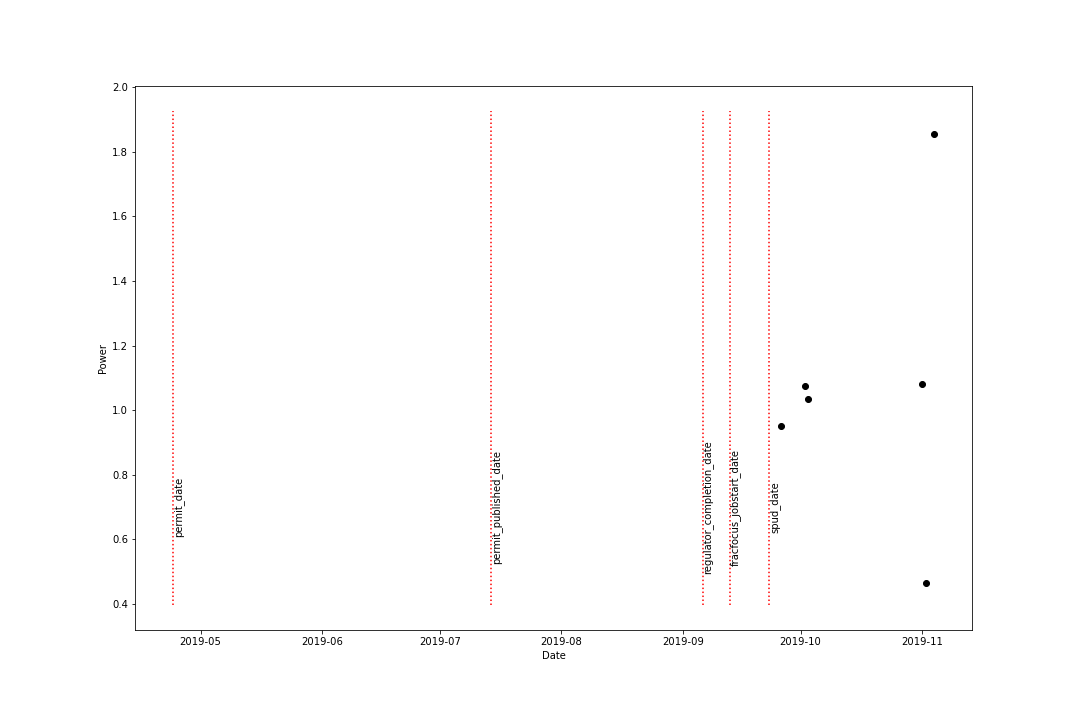 2.0
1.8
1.6
1.4
1.2
1.0
0.8
0.6
0.4
Power
permit_date
permit_published_date
regulator_completion_date
fracfocus_jobstart_date
spud_date
2019-05 2019-06 2019-07 2019-08 2019-09 2019-10 2019-11
Date